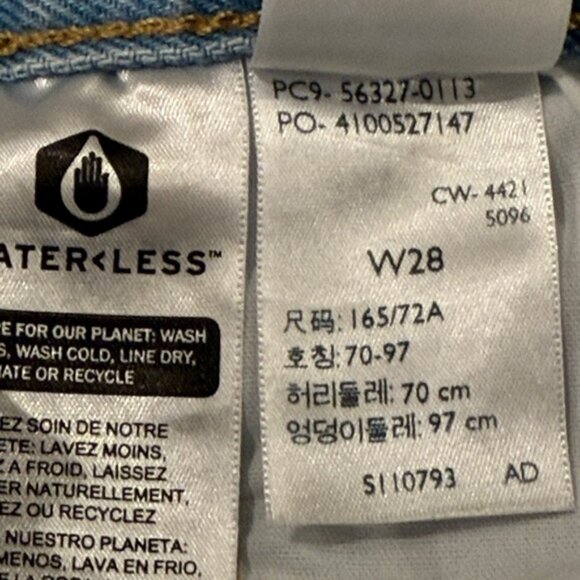 ATER<LESS™
E FOR OUR PLANET: WASH
S, WASH COLD, LINE DRY,
ATE OR RECYCLE
EZ SOIN DE NOTRE
ETE: LAVEZ MOINS,
Z A FROID, LAISSEZ
ER NATURELLEMENT,
EZ OU RECYCLEZ
NUESTRO PLANETA:
MENOS, LAVA EN FRIO,
PC9- 56327-0113
PO- 4100527147
CW- 4421
5096
W28
尺码: 165/72A
호칭: 70-97
허리둘레: 70 cm
엉덩이둘레: 97 cm
S110793 AD